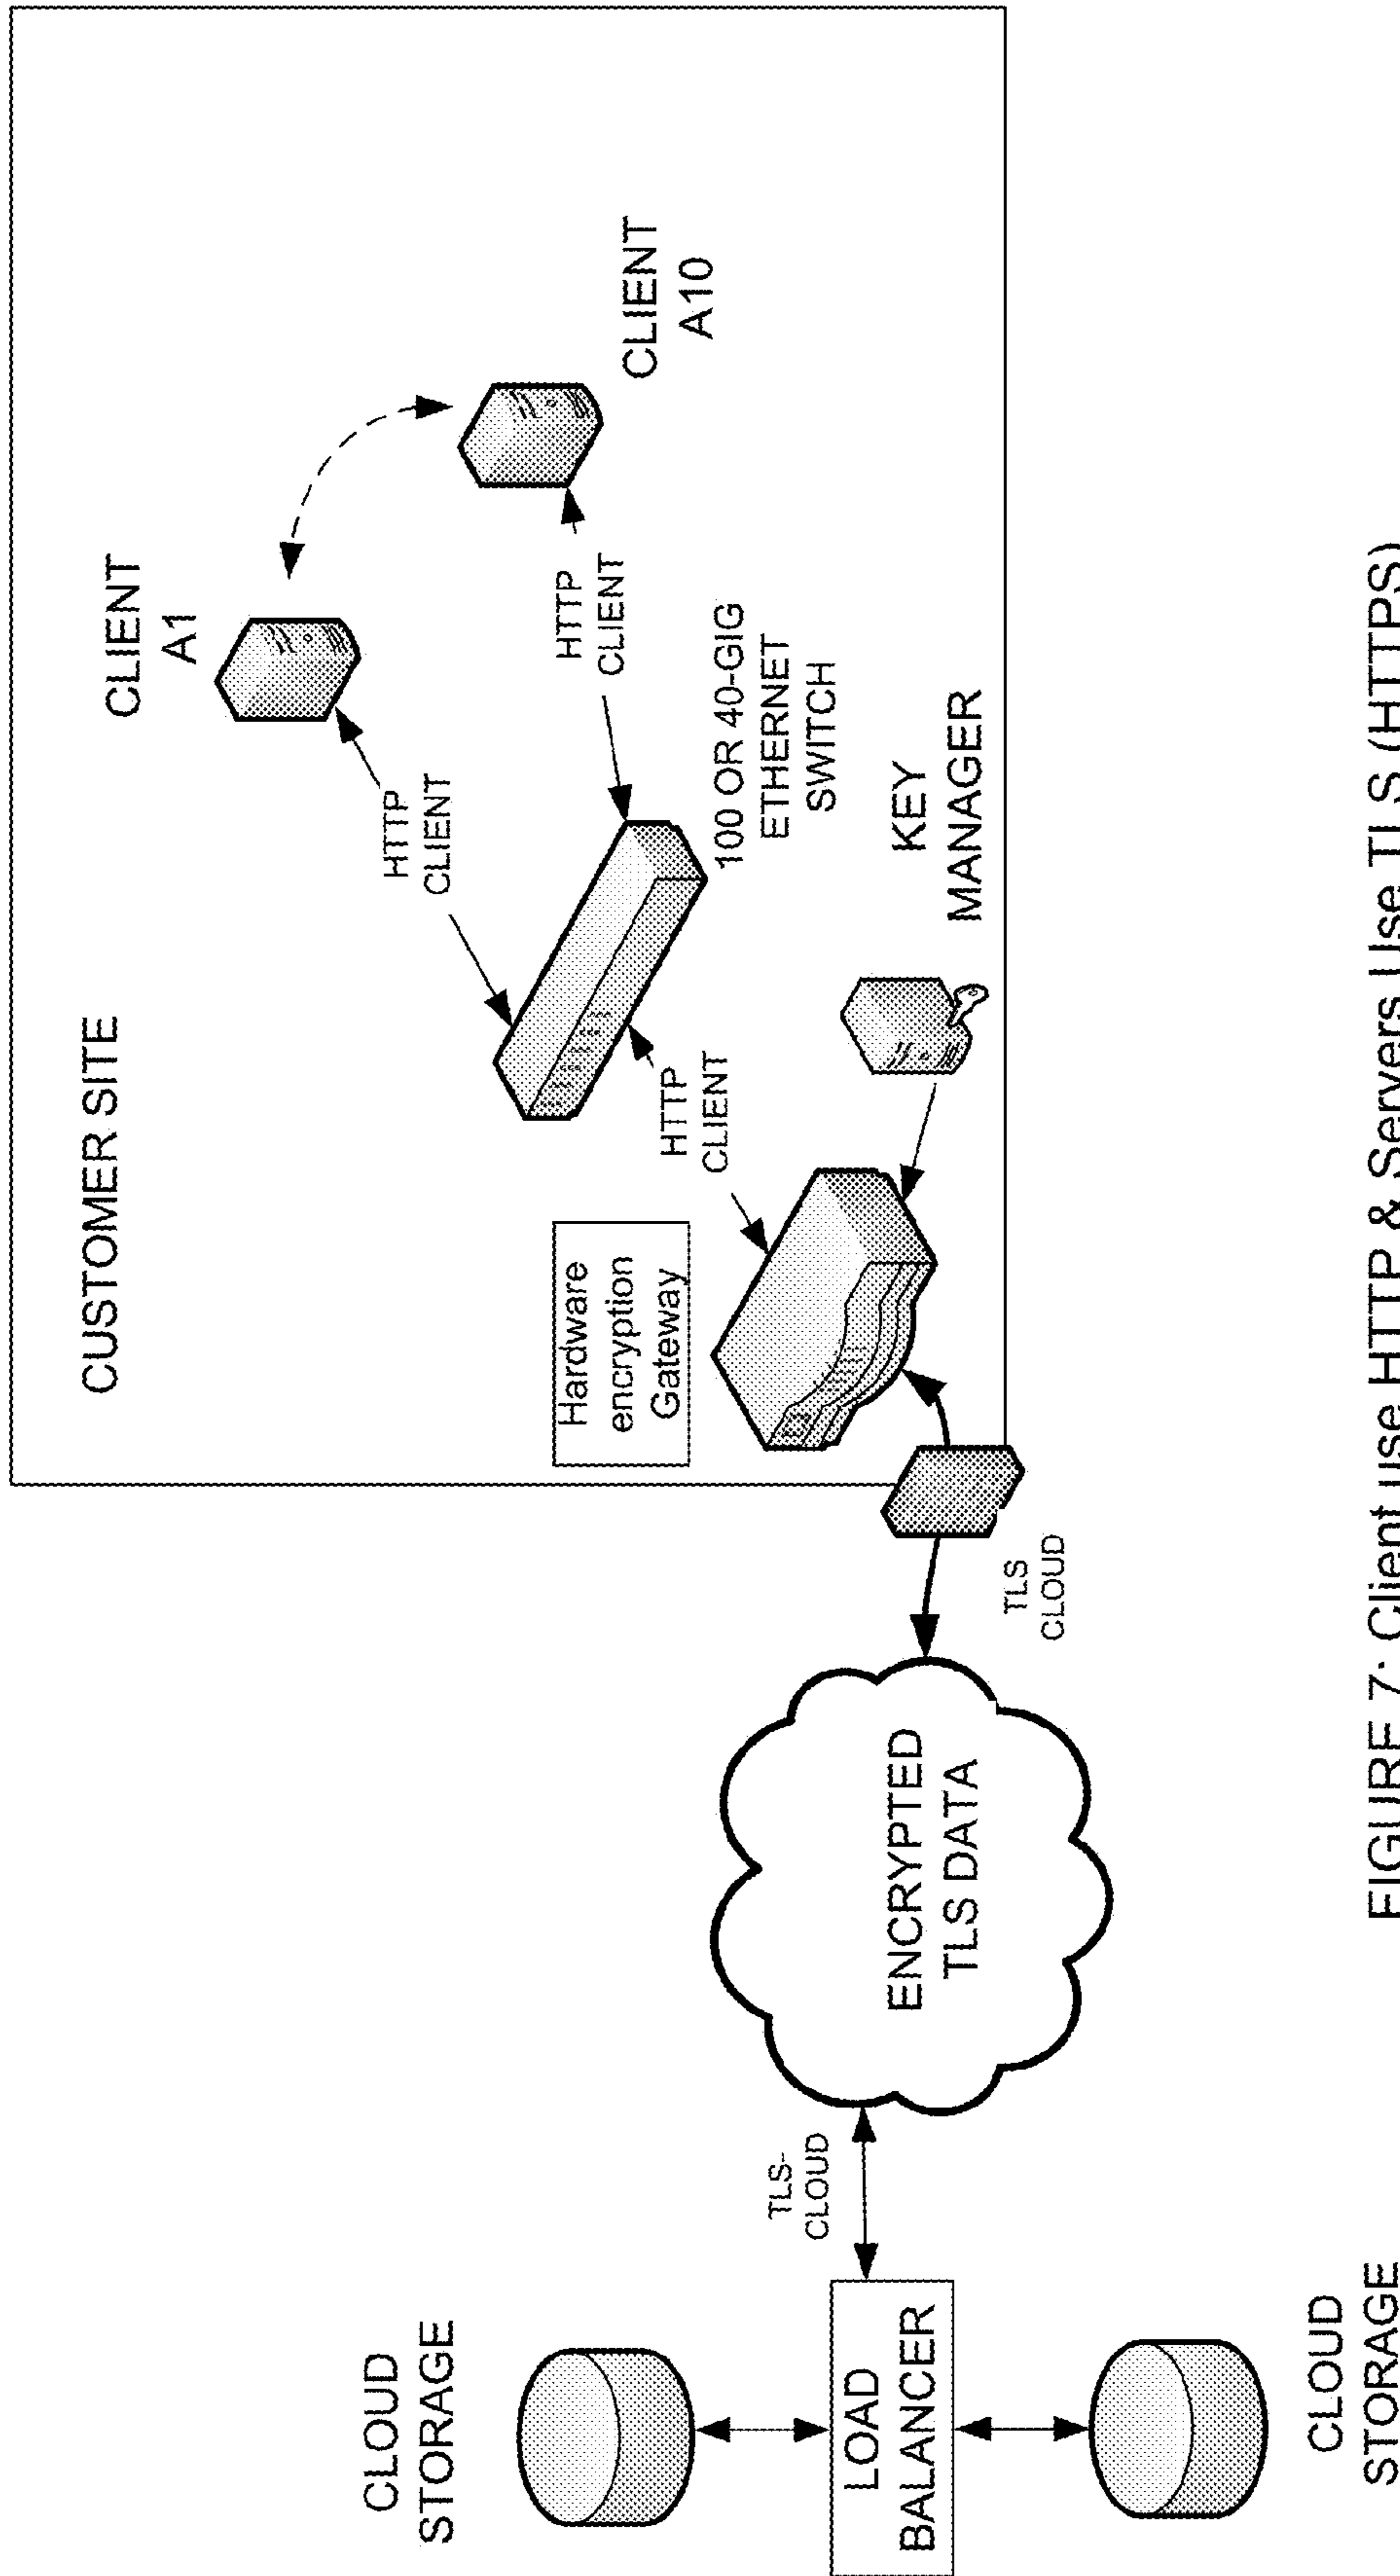 CUSTOMER SITE
CLIENT
A1
CLIENT
A10
HTTP
CLIENT
HTTP
CLIENT
100 OR 40-GIG
ETHERNET
SWITCH
HTTP
CLIENT
KEY
MANAGER
Hardware
encryption
Gateway
TLS
CLOUD
ENCRYPTED
TLS DATA
TLS-
CLOUD
CLOUD
STORAGE
LOAD
BALANCER
CLOUD
STORAGE
FIGURE 7: Client use HTTP & Servers Use TLS (HTTPS)